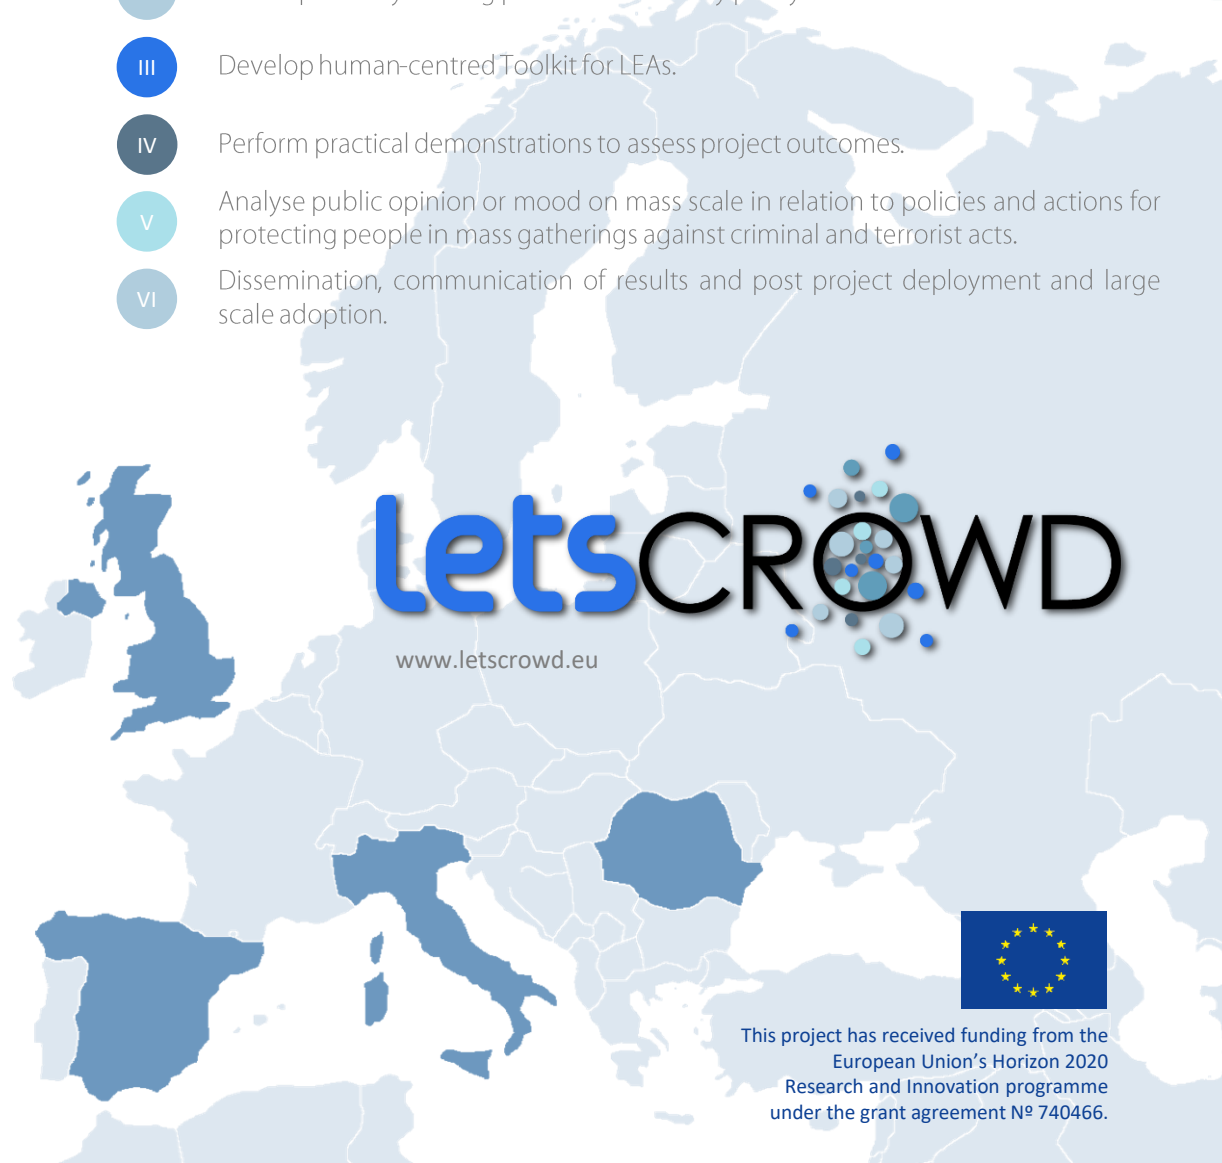 III
Develop human-centred Toolkit for LEAs.
IV
Perform practical demonstrations to assess project outcomes.
V
Analyse public opinion or mood on mass scale in relation to policies and actions for
protecting people in mass gatherings against criminal and terrorist acts.
VI
Dissemination, communication of results and post project deployment and large
scale adoption.
letsCROWD
www.letscrowd.eu
This project has received funding from the
European Union's Horizon 2020
Research and Innovation programme
under the grant agreement Nº 740466.